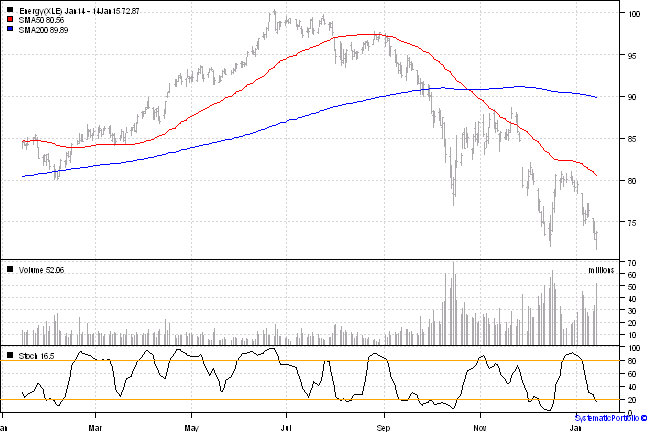 Energy(XLE) Jan14 - 14Jan15 72.87
SMA50 80.56
SMA200 89.89
100
95
90
85
80
75
Volume 52.06
millions
70
60
50
40
30
20
10
Stoch 16.5
100
80
60
40
20
0
an
Mar
May
Jul
Sep
Nov
Jan
SystematicPortfolio ©